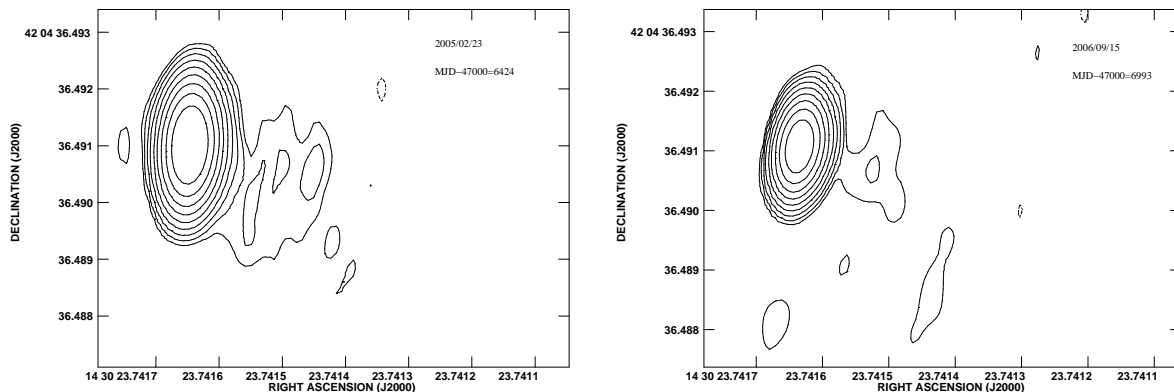 42 04 36.493
36.492
36.491
36.490
36.489
36.488
DECLINATION (J2000)
2005/02/23
MJD−47000=6424
14 30 23.7417
23.7416
23.7415
23.7414
23.7413
23.7412
23.7411
RIGHT ASCENSION (J2000)
42 04 36.493
36.492
36.491
36.490
36.489
36.488
DECLINATION (J2000)
2006/09/15
MJD−47000=6993
14 30 23.7417
23.7416
23.7415
23.7414
23.7413
23.7412
23.7411
RIGHT ASCENSION (J2000)